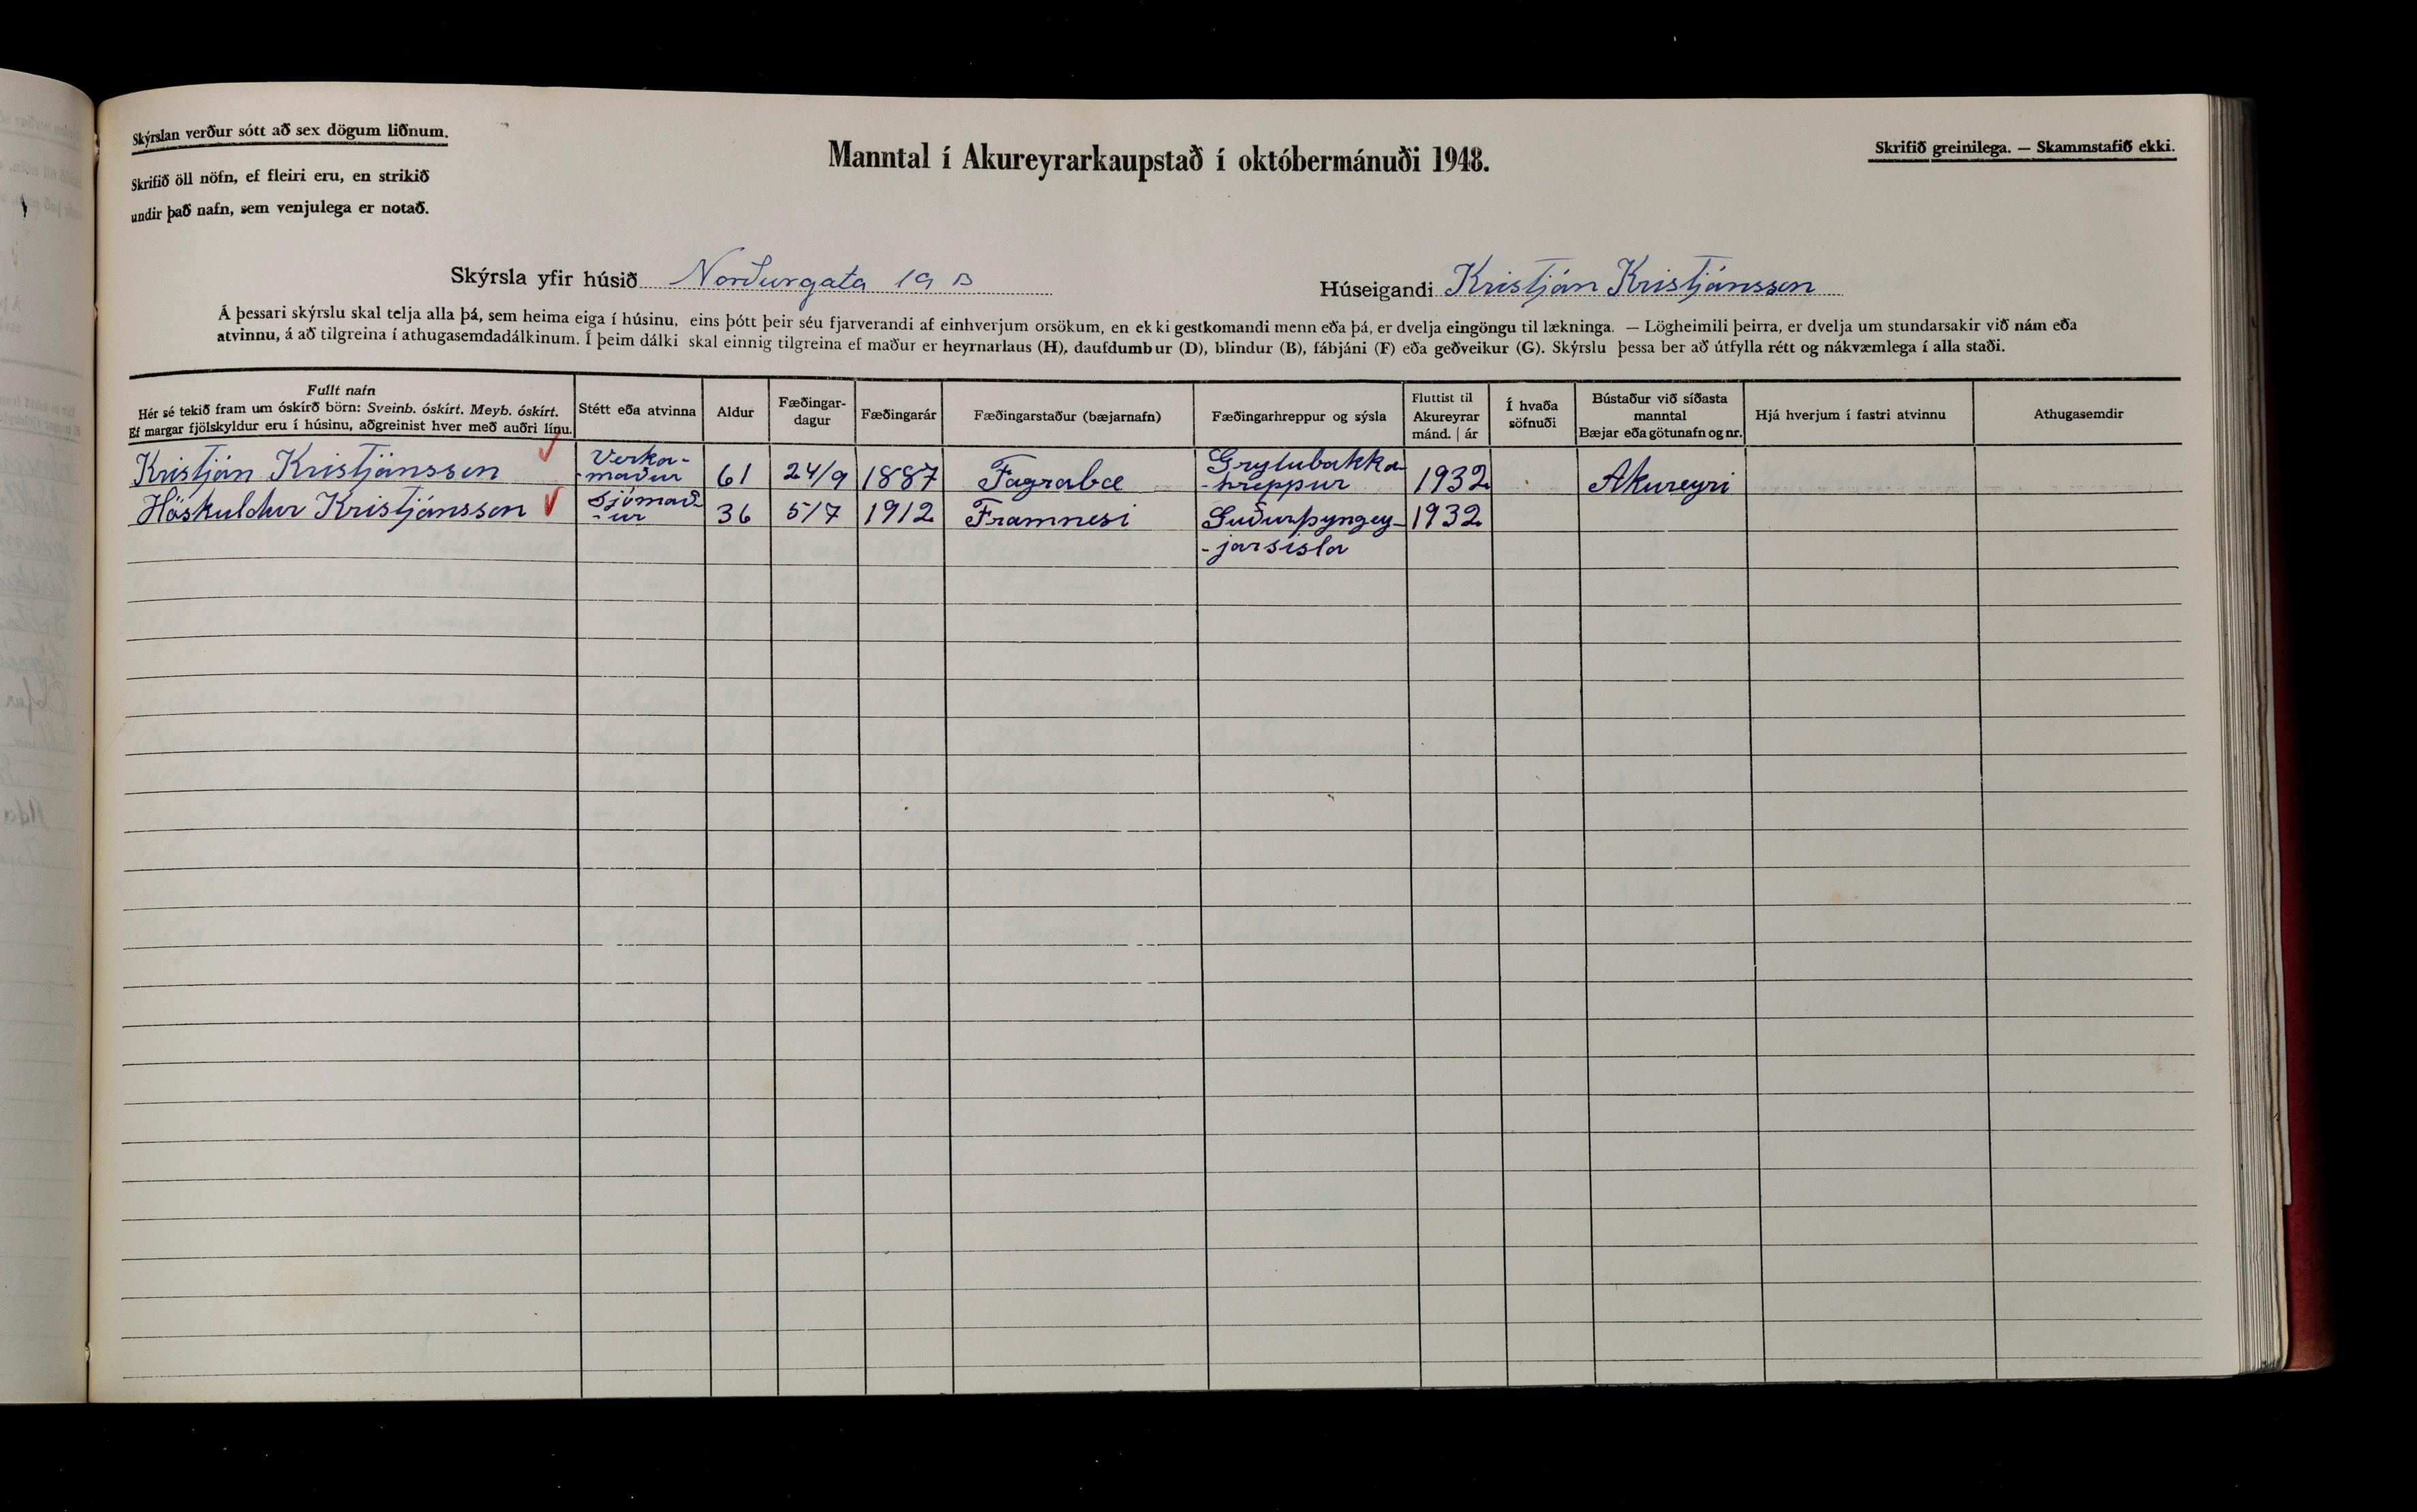 Skýrslan verður sótt að sex dögum liðnum.
Skrifið öll nöfn, ef fleiri eru, en strikið
undir það nafn, sem venjulega er notað.
Manntal í Akureyrarkaupstað í októbermánuði 1948.
Skrifið greinilega. — Skammstafið ekki.
Skýrsla yfir húsið Norðurgata 19 B
Húseigandi Kristján Kristjánsson
Á þessari skýrslu skal telja alla þá, sem heima eiga í húsinu, eins þótt þeir séu fjarverandi af einhverjum orsökum, en ekki gestkomandi menn eða þá, er dvelja eingöngu til lækninga. — Lögheimili þeirra, er dvelja um stundarsakir við nám eða
atvinnu, á að tilgreina í athugasemdadálkinum. Í þeim dálki skal einnig tilgreina ef maður er heyrnarlaus (H), daufdumbur (D), blindur (B), fábjáni (F) eða geðveikur (G). Skýrslu þessa ber að útfylla rétt og nákvæmlega í alla staði.
Fullt nafn
Hér sé tekið fram um óskírð börn: Sveinb. óskírt. Meyb. óskírt.
Ef margar fjölskyldur eru í húsinu, aðgreinist hver með auðri línu.
Stétt eða atvinna
Aldur
Fæðingar-
dagur
Fæðingarár
Fæðingarstaður (bæjarnafn)
Fæðingarhreppur og sýsla
Fluttist til
Akureyrar
mánd. | ár
Í hvaða
söfnuði
Bústaður við síðasta
manntal
Bæjar eða götunafn og nr.
Hjá hverjum í fastri atvinnu
Athugasemdir
Kristján Kristjánsson
Verka-
-maður
61
24/9
1887
Fagrabæ
Grýtubakka
-hreppur
1932
Akureyri
Höskuldur Kristjánsson
Sjómað-
-ur
36
5/7
1912
Framnesi
Suðurþyngey-
-jarsísla
1932